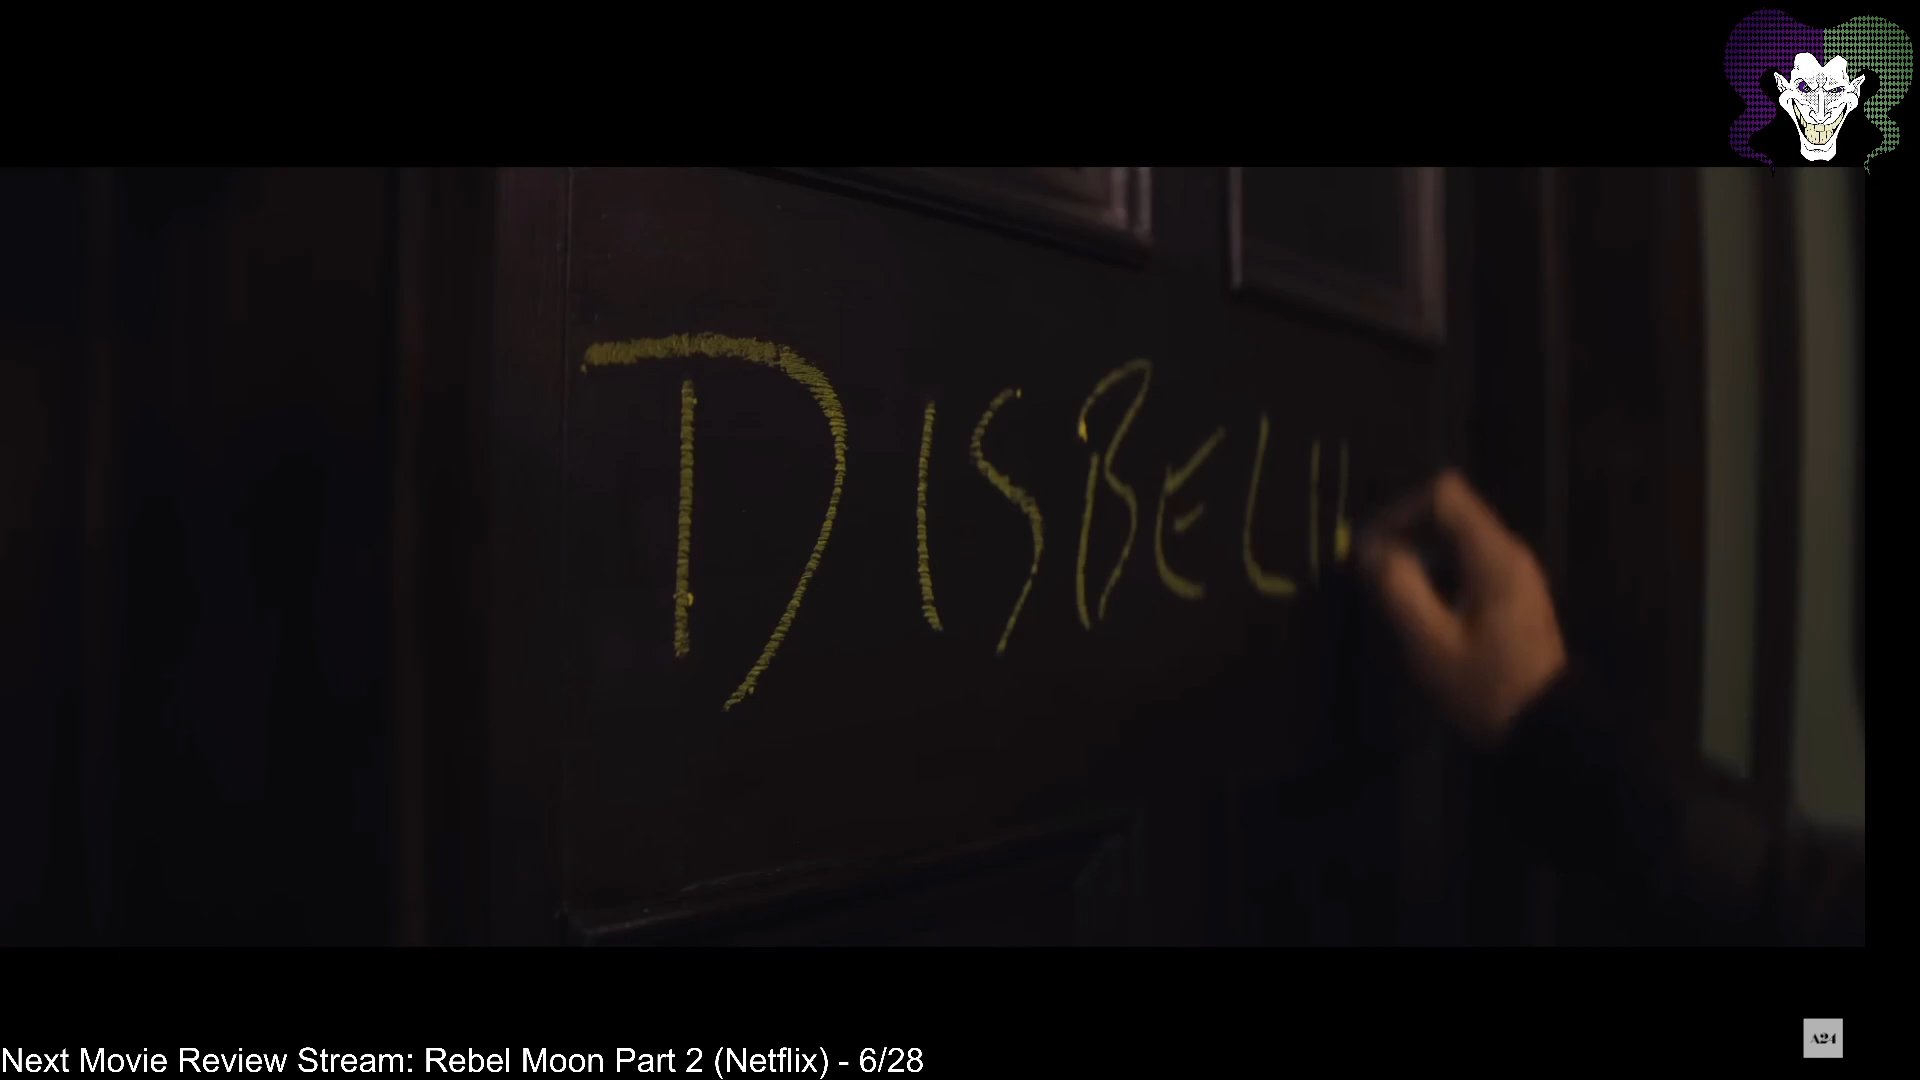 DISBELI
A24
Next Movie Review Stream: Rebel Moon Part 2 (Netflix) - 6/28